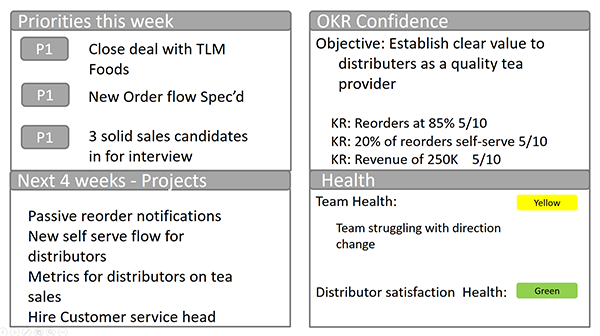 Priorities this week
P1 Close deal with TLM
Foods
P1 New Order flow Spec'd
P1 3 solid sales candidates
in for interview
OKR Confidence
Objective: Establish clear value to
distributers as a quality tea
provider
KR: Reorders at 85% 5/10
KR: 20% of reorders self-serve 5/10
KR: Revenue of 250K 5/10
Next 4 weeks - Projects
Passive reorder notifications
New self serve flow for
distributors
Metrics for distributors on tea
sales
Hire Customer service head
Health
Team Health: Yellow
Team struggling with direction
change
Distributor satisfaction Health: Green